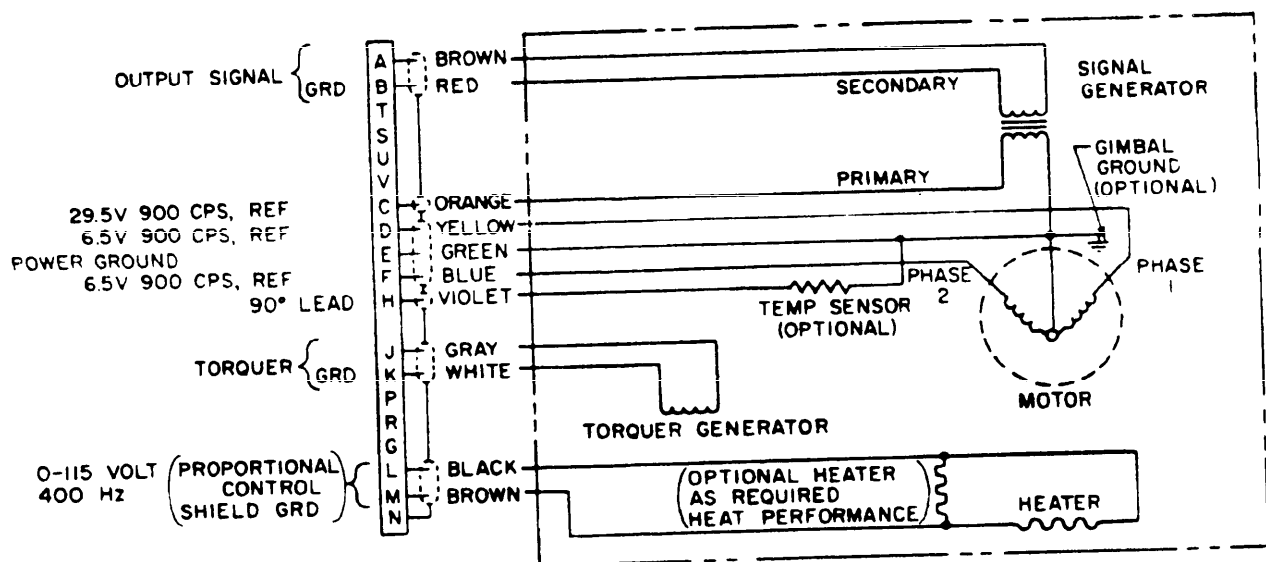 OUTPUT SIGNAL
GRD
29.5V 900 CPS, REF
6.5V 900 CPS, REF
POWER GROUND
6.5V 900 CPS, REF
90° LEAD
TORQUER
GRD
0-115 VOLT
400 Hz
(PROPORTIONAL
CONTROL
SHIELD GRD)
A
B
T
S
U
V
C
D
E
F
H
J
K
P
R
G
L
M
N
BROWN
RED
ORANGE
YELLOW
GREEN
BLUE
VIOLET
GRAY
WHITE
BLACK
BROWN
SECONDARY
PRIMARY
SIGNAL
GENERATOR
GIMBAL
GROUND
(OPTIONAL)
PHASE
2
PHASE
1
TEMP SENSOR
(OPTIONAL)
MOTOR
TORQUER GENERATOR
(OPTIONAL HEATER
AS REQUIRED
HEAT PERFORMANCE)
HEATER